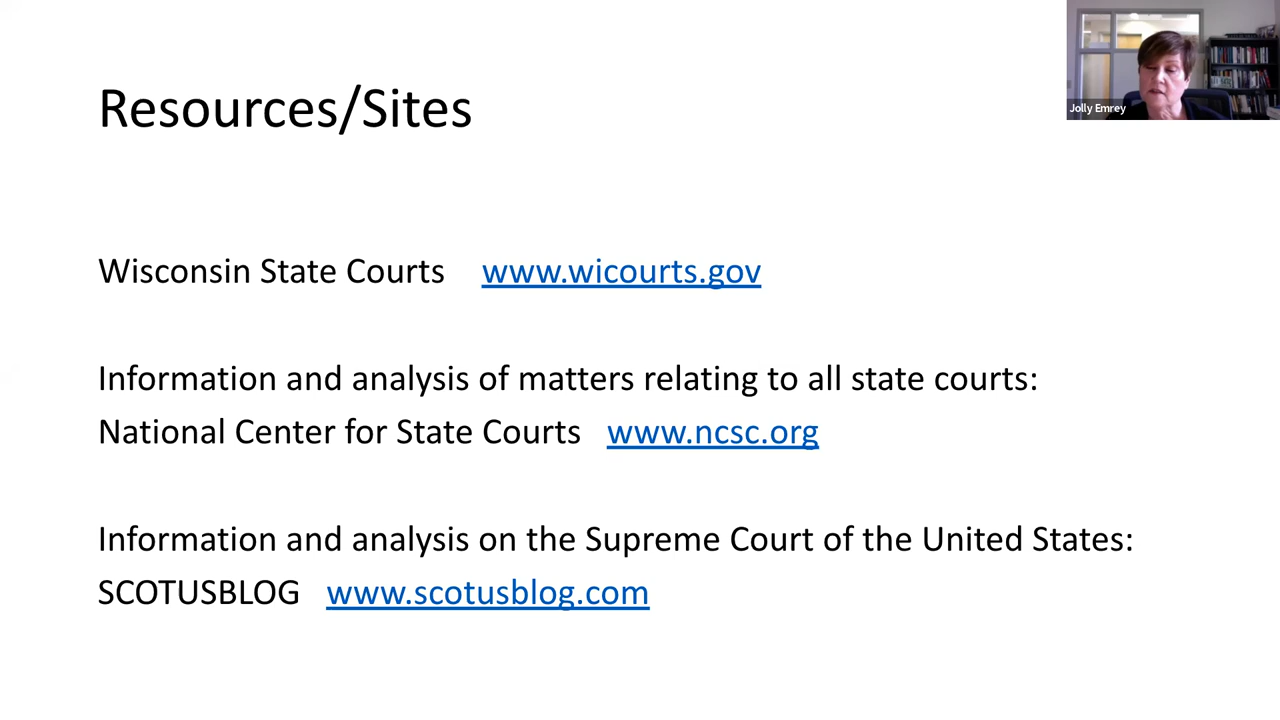 Resources/Sites
Jolly Emrey
Wisconsin State Courts www.wicourts.gov
Information and analysis of matters relating to all state courts:
National Center for State Courts www.ncsc.org
Information and analysis on the Supreme Court of the United States:
SCOTUSBLOG www.scotusblog.com